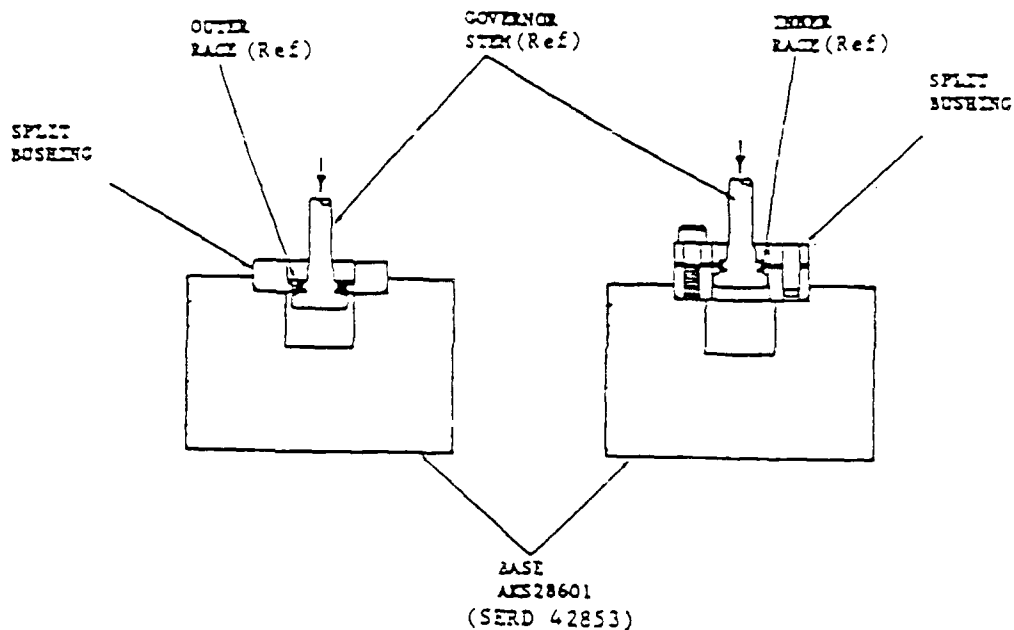 OUTER
RACE (Ref)
GOVERNOR
STEM (Ref)
INNER
RACE (Ref)
SPLIT
BUSHING
SPLIT
BUSHING
BASE
AKS28601
(SERD 42853)